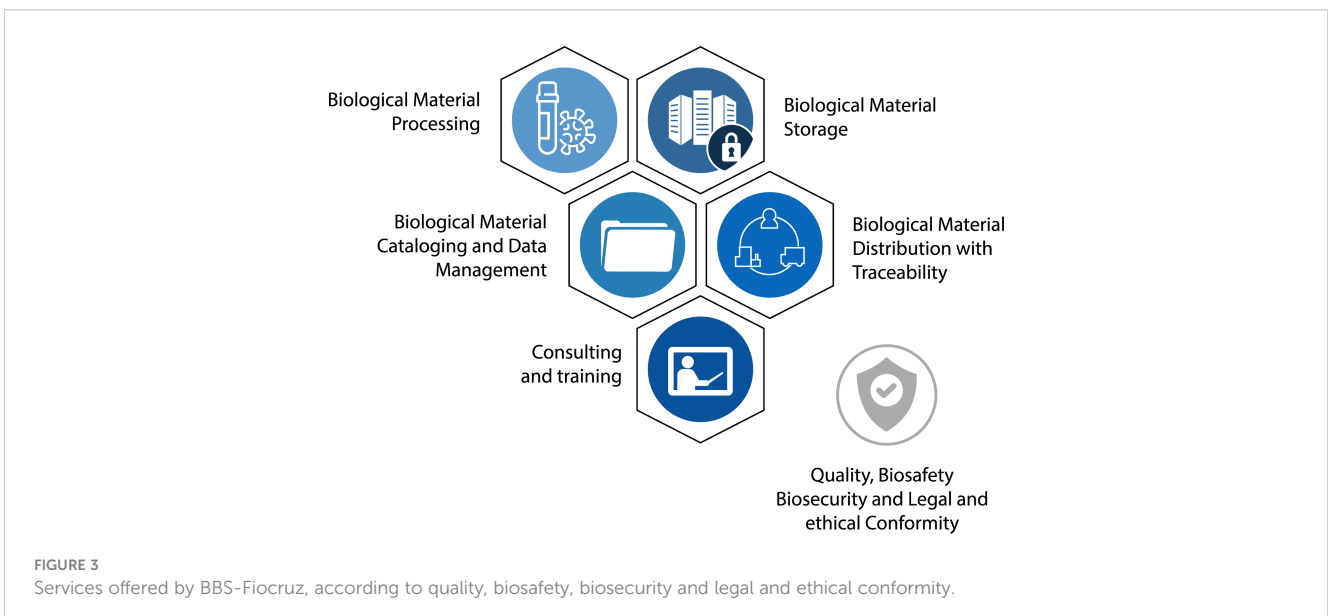 Biological Material
Processing
Biological Material
Storage
Biological Material
Cataloging and Data
Management
Biological Material
Distribution with
Traceability
Consulting
and training
Quality, Biosafety
Biosecurity and Legal and
ethical Conformity
FIGURE 3
Services offered by BBS-Fiocruz, according to quality, biosafety, biosecurity and legal and ethical conformity.